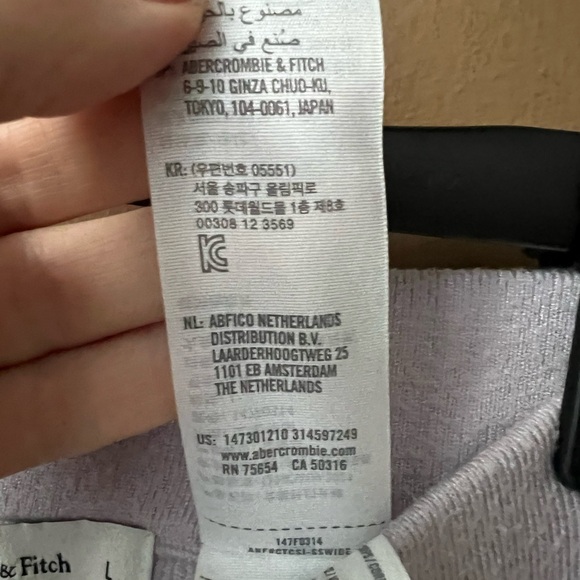 مصنوع
صُنع في
ABERCROMBIE & FITCH
6-9-10 GINZA CHUO-KU,
TOKYO, 104-0061, JAPAN
KR: (우편번호 05551)
서울 송파구 올림픽로
300 롯데월드몰 1층 제8호
00308 12 3569
NL: ABFICO NETHERLANDS
DISTRIBUTION B.V.
LAARDERHOOGTWEG 25
1101 EB AMSTERDAM
THE NETHERLANDS
US: 147301210 314597249
www.abercrombie.com
RN 75654 CA 50316
147F0314
& Fitch
L